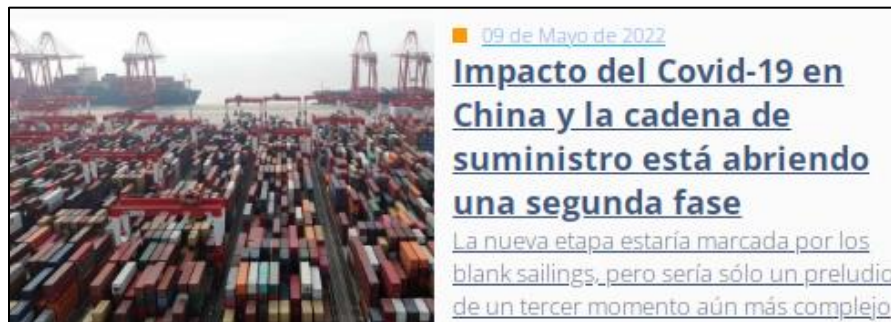 09 de Mayo de 2022
Impacto del Covid-19 en
China y la cadena de
suministro está abriendo
una segunda fase
La nueva etapa estaría marcada por los
blank sailings, pero sería sólo un preludio
de un tercer momento aún más complejo